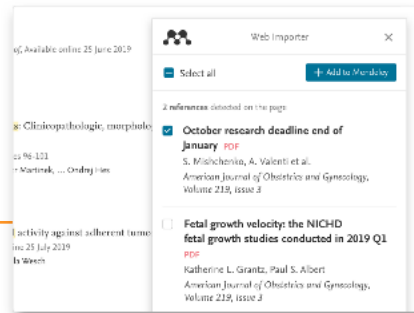 of, Available online 25 June 2019
s: Clinicopathologic, morpholo
es 96-101
r Martinek, ... Ondrej Hes
l activity against adherent tumo
ine 25 July 2019
la Wesch
Web Importer
Select all
+ Add to Mendeley
2 references detected on the page
October research deadline end of
January PDF
S. Mishchenko, A. Valenti et al.
American Journal of Obstetrics and Gynecology,
Volume 219, Issue 3
Fetal growth velocity: the NICHD
fetal growth studies conducted in 2019 Q1
PDF
Katherine L. Grantz, Paul S. Albert
American Journal of Obstetrics and Gynecology,
Volume 219, Issue 3